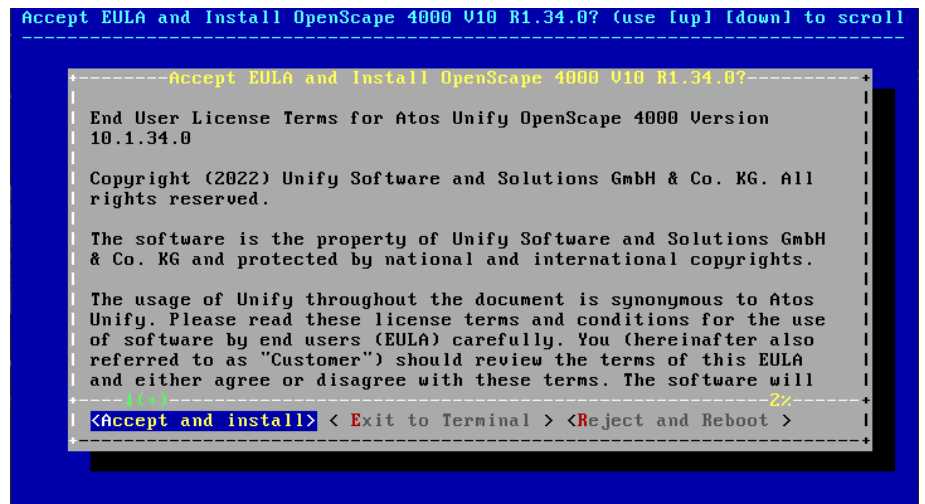 Accept EULA and Install OpenScape 4000 V10 R1.34.0? (use [up] [down] to scroll
Accept EULA and Install OpenScape 4000 V10 R1.34.0?
End User License Terms for Atos Unify OpenScape 4000 Version
10.1.34.0
Copyright (2022) Unify Software and Solutions GmbH & Co. KG. All
rights reserved.
The software is the property of Unify Software and Solutions GmbH
& Co. KG and protected by national and international copyrights.
The usage of Unify throughout the document is synonymous to Atos
Unify. Please read these license terms and conditions for the use
of software by end users (EULA) carefully. You (hereinafter also
referred to as "Customer") should review the terms of this EULA
and either agree or disagree with these terms. The software will
↓(+) 2%
<Accept and install> < Exit to Terminal > <Reject and Reboot >